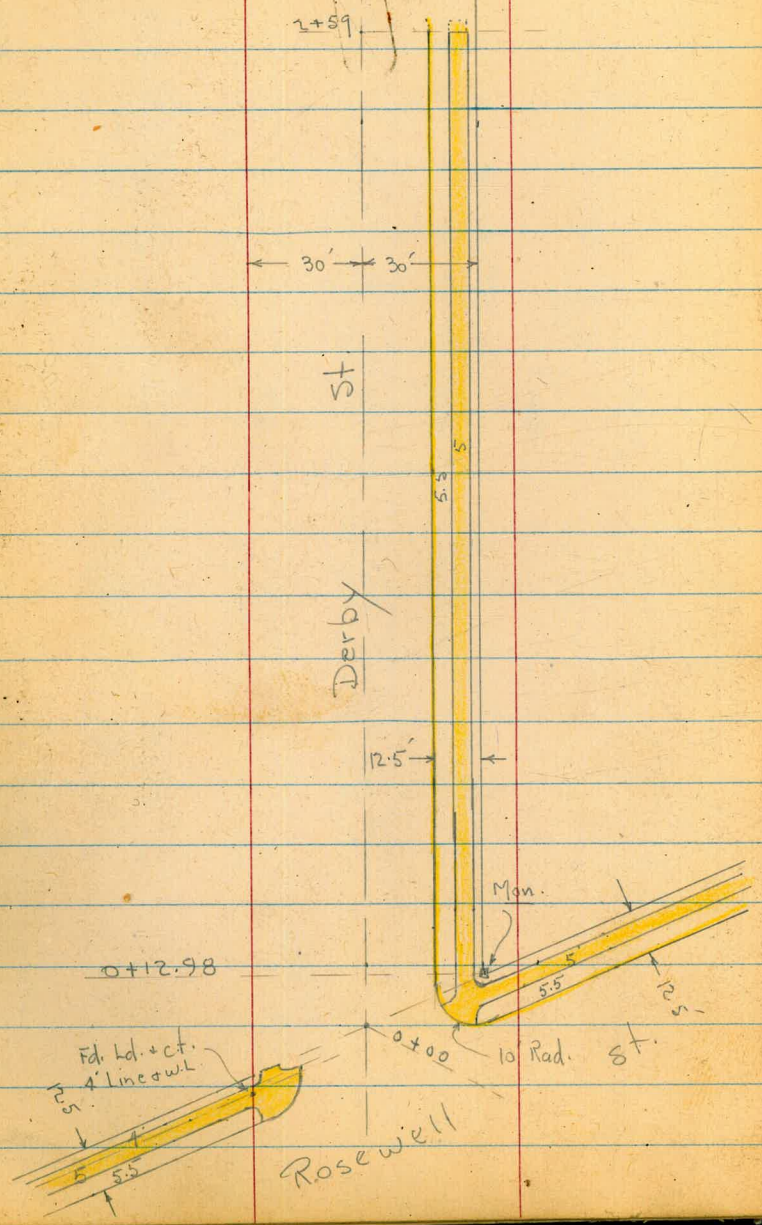 2+59
30' 30'
St.
5
5.5
Derby
12.5'
Mon.
0+12.98
5
5.5
12.5'
Fd. Ld. & ct.
4' Line & W.L.
0+00
10' Rad.
St.
12.5
4
5 5.5
Rosewell